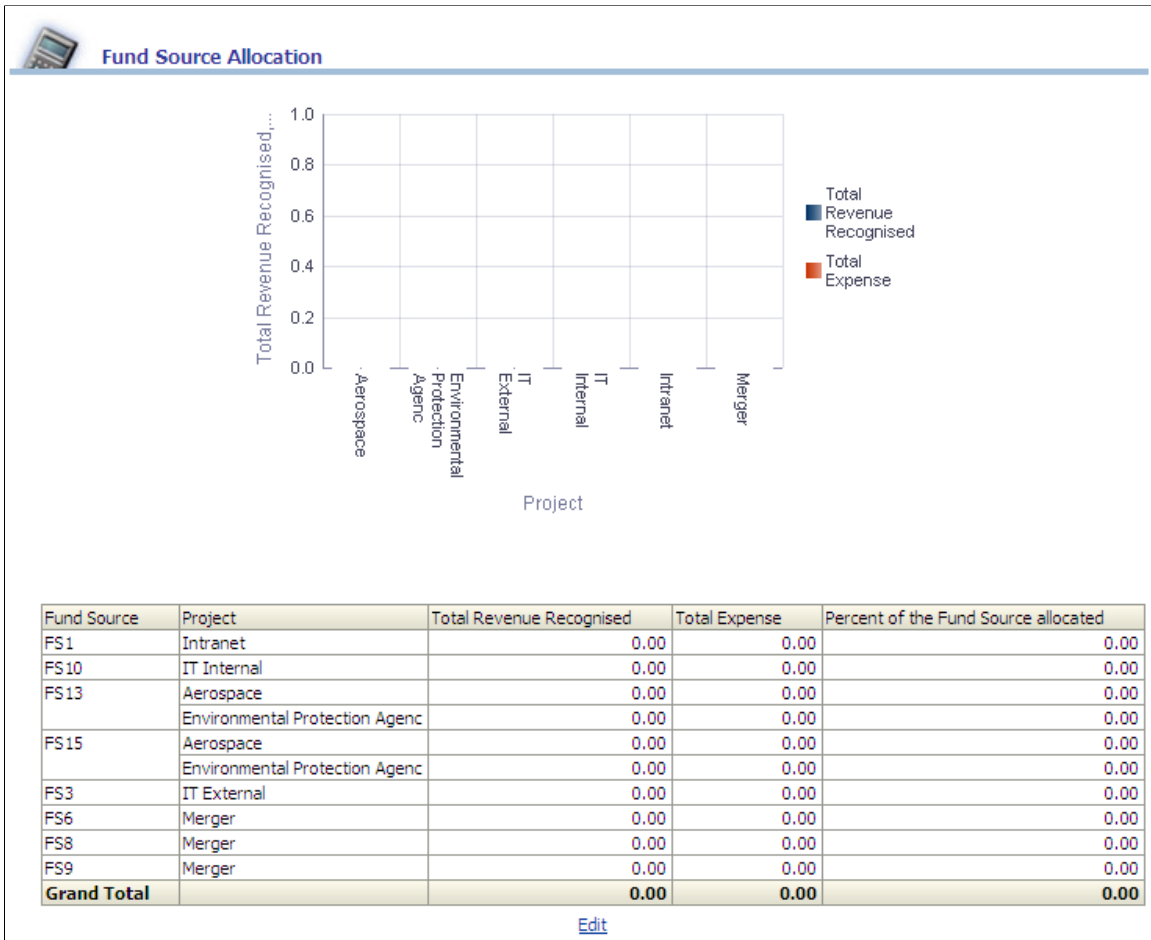 Fund Source Allocation
Total Revenue Recognised,...
1.0
0.8
0.6
0.4
0.2
0.0
Total
Revenue
Recognised
Total
Expense
Aerospace
Environmental
Protection
Agenc
IT
External
IT
Internal
Intranet
Merger
Project
Fund Source Project Total Revenue Recognised Total Expense Percent of the Fund Source allocated
FS1 Intranet 0.00 0.00 0.00
FS10 IT Internal 0.00 0.00 0.00
FS13 Aerospace 0.00 0.00 0.00
Environmental Protection Agenc 0.00 0.00 0.00
FS15 Aerospace 0.00 0.00 0.00
Environmental Protection Agenc 0.00 0.00 0.00
FS3 IT External 0.00 0.00 0.00
FS6 Merger 0.00 0.00 0.00
FS8 Merger 0.00 0.00 0.00
FS9 Merger 0.00 0.00 0.00
Grand Total 0.00 0.00 0.00
Edit